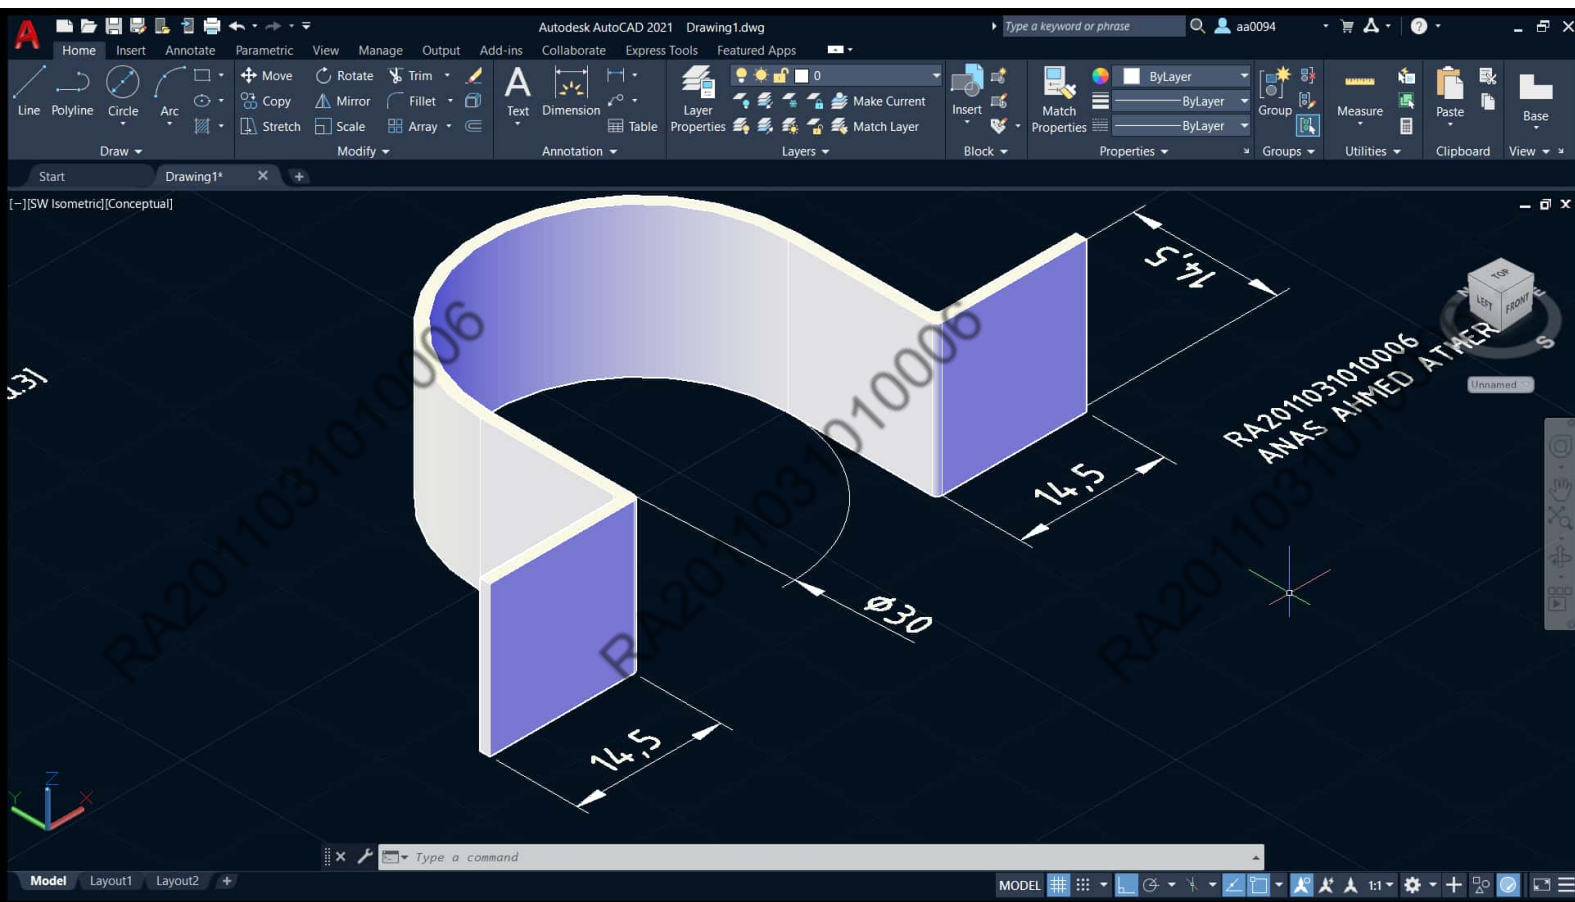 Autodesk AutoCAD 2021 Drawing1.dwg
Type a keyword or phrase
aa0094
Home Insert Annotate Parametric View Manage Output Add-ins Collaborate Express Tools Featured Apps
Line Polyline Circle Arc
Move Rotate Trim
Copy Mirror Fillet
Stretch Scale Array
Text Dimension Table
Layer Properties
0
Make Current
Match Layer
Insert
Match Properties
ByLayer
ByLayer
ByLayer
Group
Measure
Paste
Base
Draw Modify Annotation Layers Block Properties Groups Utilities Clipboard View
Start Drawing1* +
[−][SW Isometric][Conceptual]
14,5
TOP
LEFT FRONT
E
S
Unnamed
RA2011031010006
ANAS AHMED ATHER
14,5
Ø30
14,5
RA2011031010006
RA2011031010006
RA2011031010006
Z
Y X
Type a command
Model Layout1 Layout2 +
MODEL 1:1